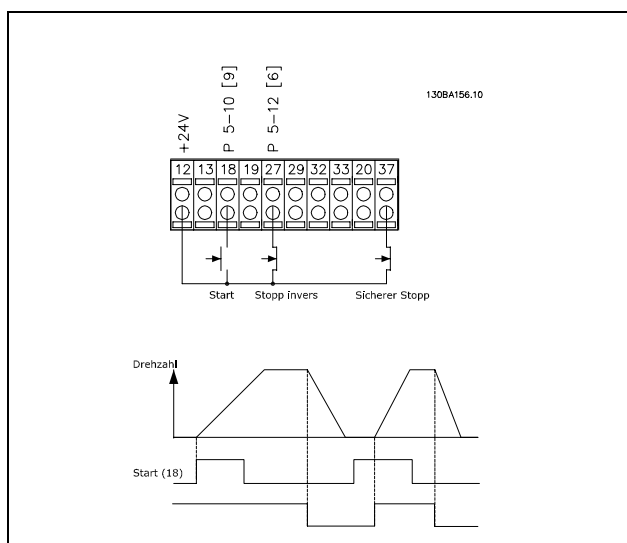 P 5-10 [9]
P 5-12 [6]
130BA156.10
+24V
12 13 18 19 27 29 32 33 20 37
Start Stopp invers Sicherer Stopp
Drehzahl
Start (18)